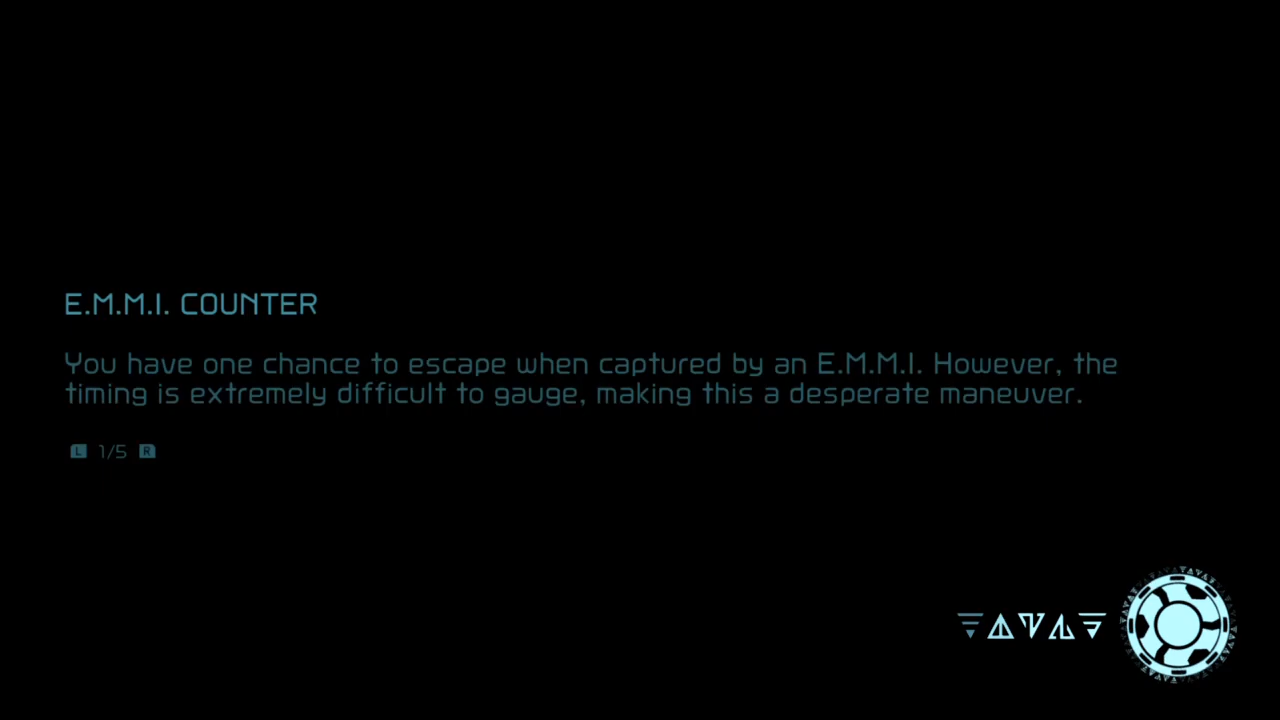 E.M.M.I. COUNTER
You have one chance to escape when captured by an E.M.M.I. However, the
timing is extremely difficult to gauge, making this a desperate maneuver.
L 1/5 R